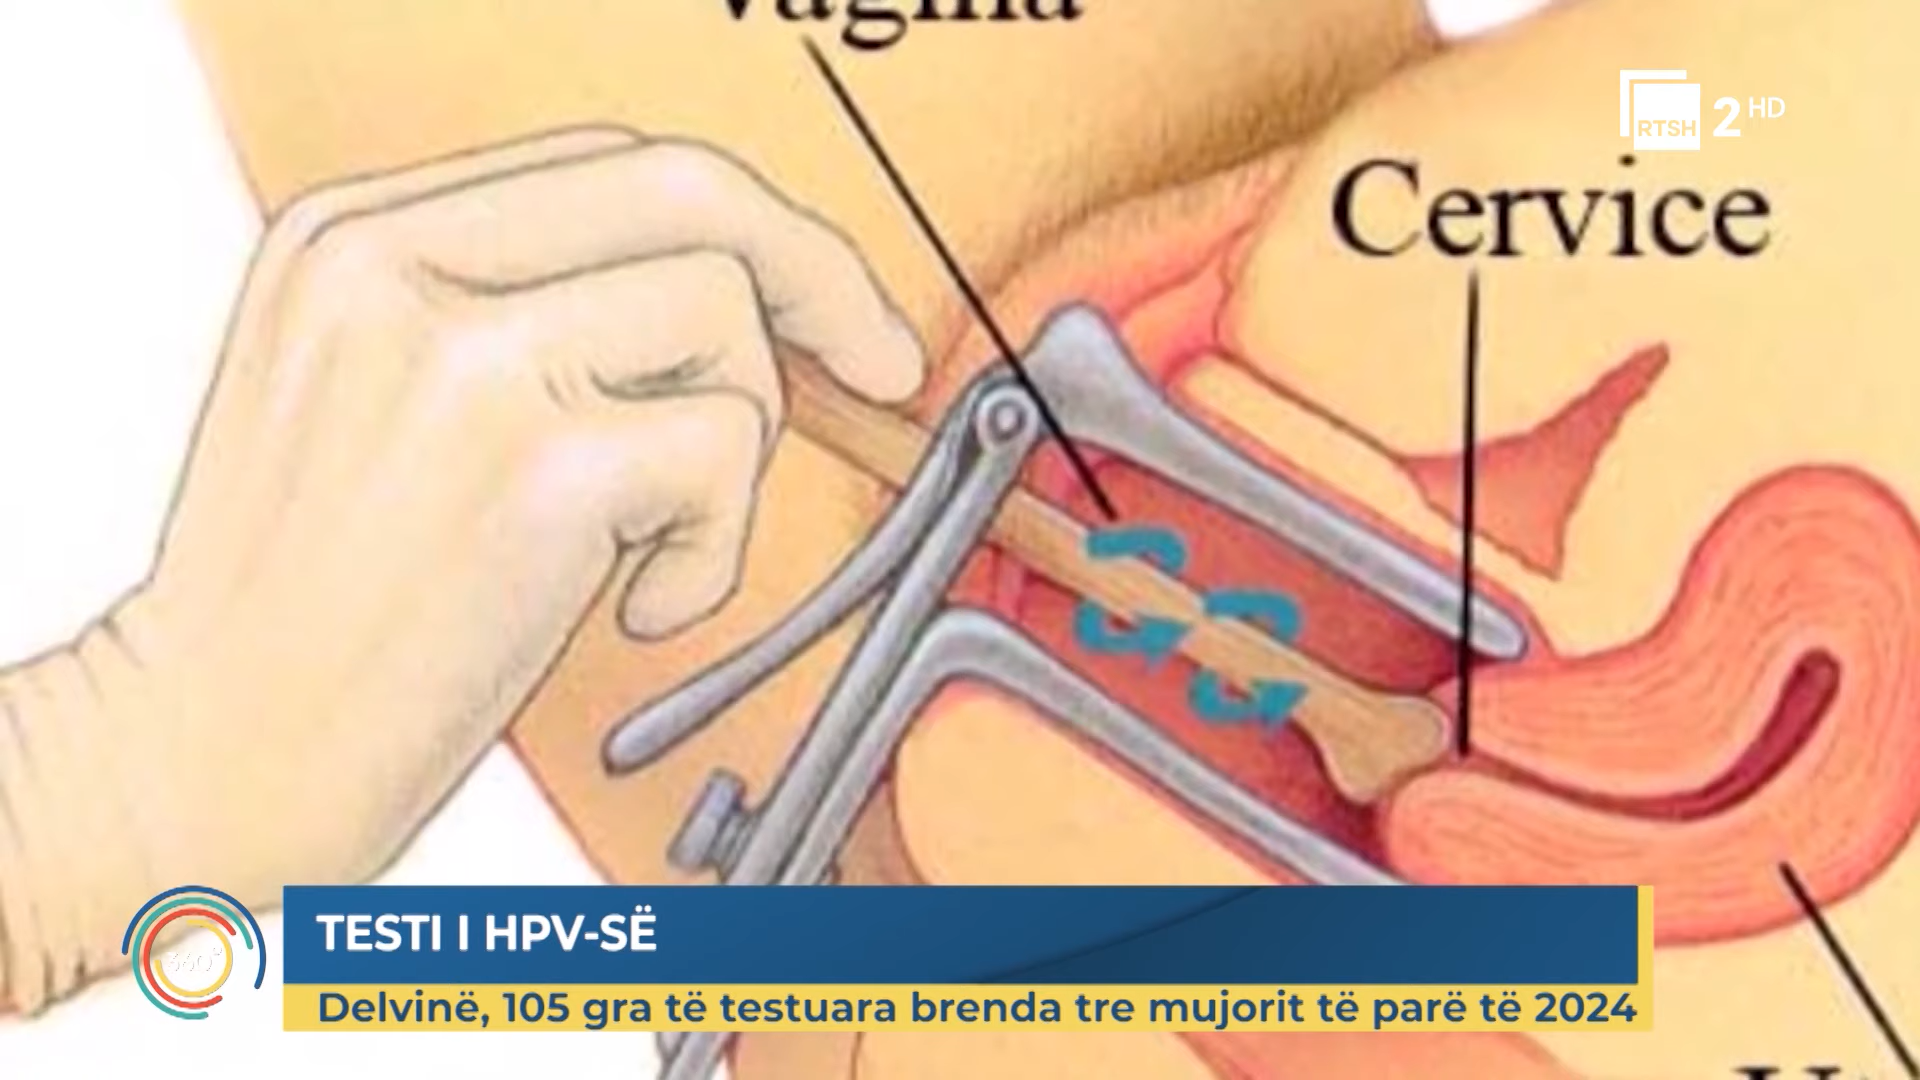 Vagina
RTSH 2 HD
Cervice
360°
TESTI I HPV-SË
Delvinë, 105 gra të testuara brenda tre mujorit të parë të 2024